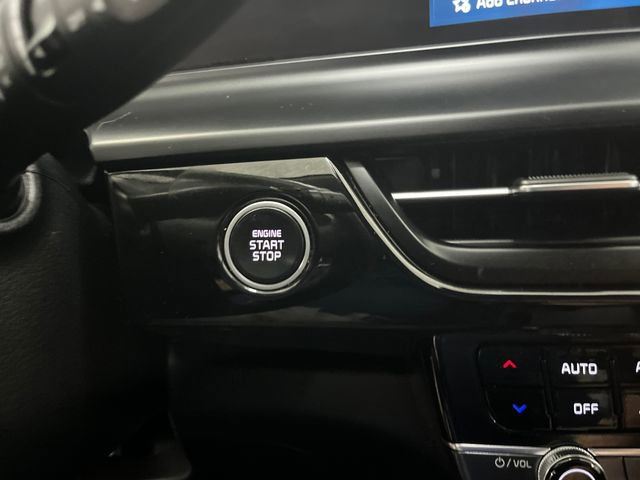 ENGINE
START
STOP
AUTO
OFF
/VOL